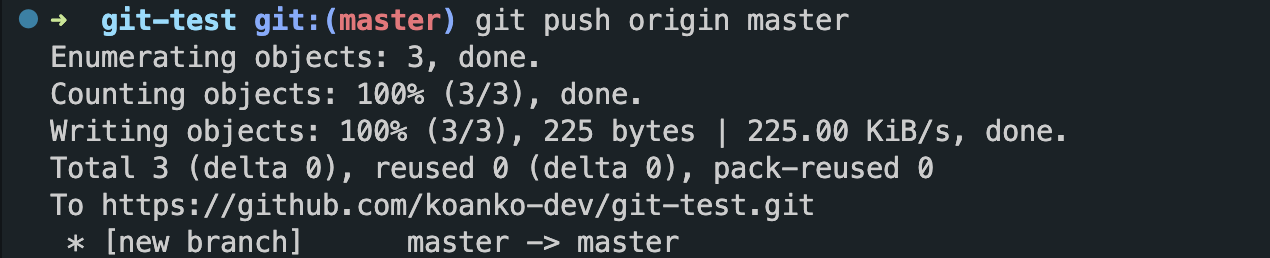 ➜ git-test git:(master) git push origin master
Enumerating objects: 3, done.
Counting objects: 100% (3/3), done.
Writing objects: 100% (3/3), 225 bytes | 225.00 KiB/s, done.
Total 3 (delta 0), reused 0 (delta 0), pack-reused 0
To https://github.com/koanko-dev/git-test.git
 * [new branch]      master -> master